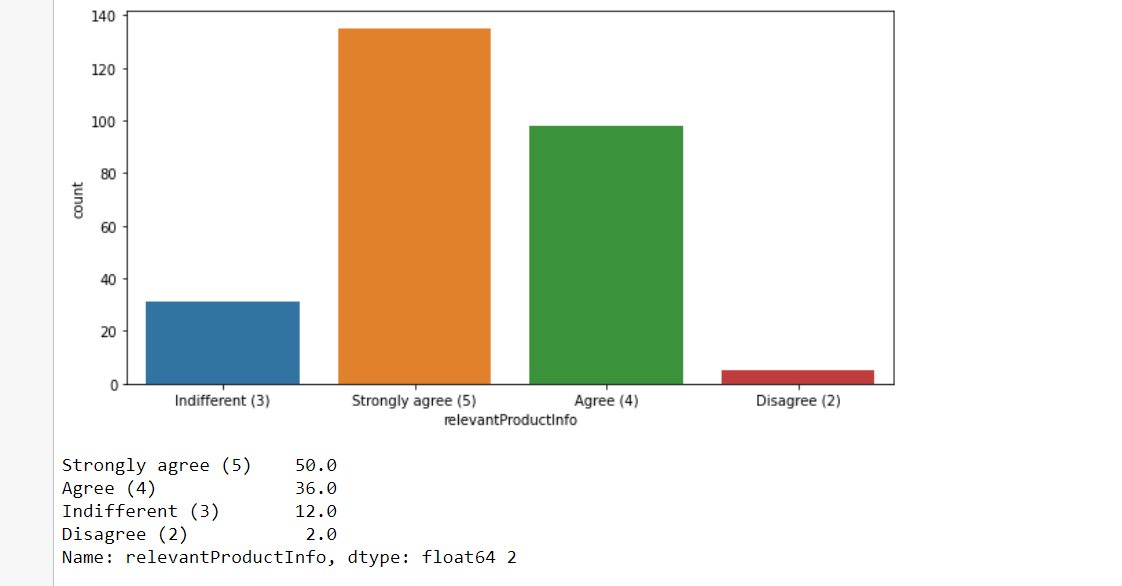 140
120
100
80
60
40
20
0
count
Indifferent (3) Strongly agree (5) Agree (4) Disagree (2)
relevantProductInfo
Strongly agree (5) 50.0
Agree (4) 36.0
Indifferent (3) 12.0
Disagree (2) 2.0
Name: relevantProductInfo, dtype: float64 2